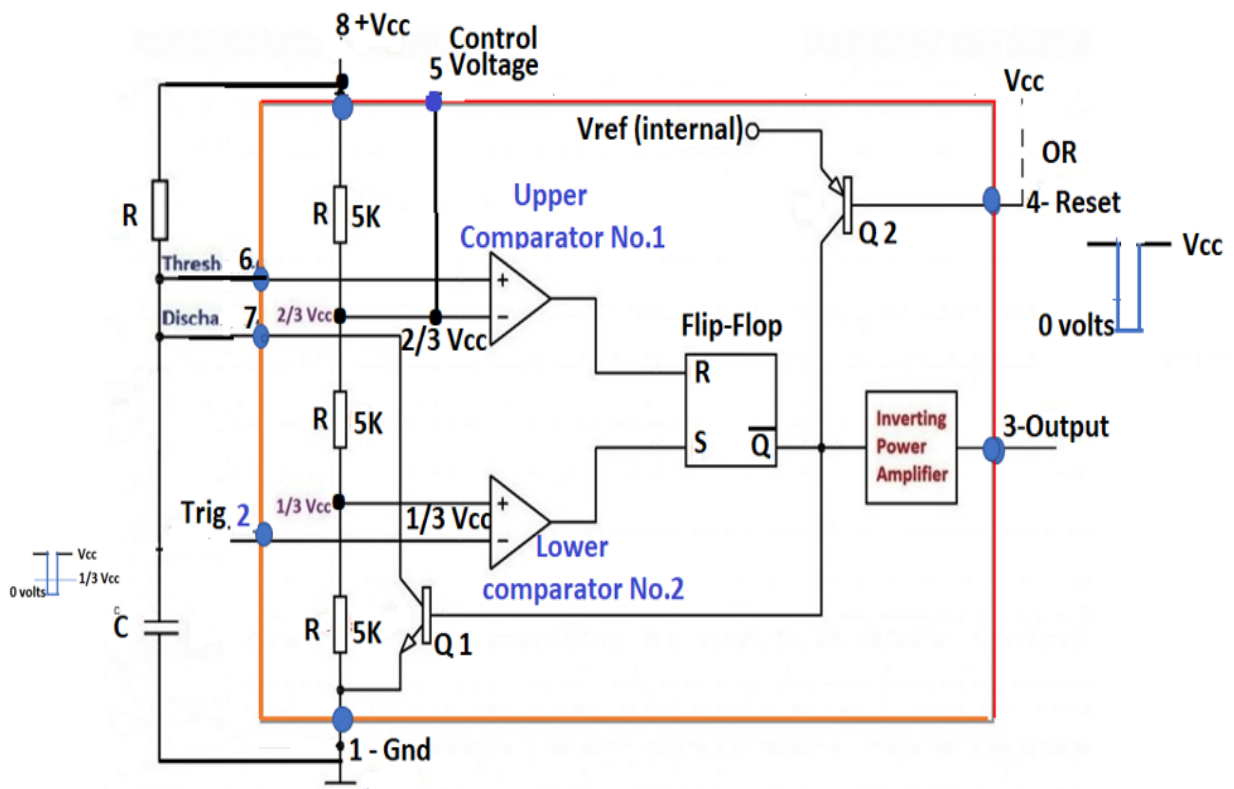 8 +Vcc
Control
5 Voltage
Vcc
Vref (internal)
OR
Upper
Comparator No.1
R
R 5K
4- Reset
Q 2
Vcc
Thresh 6
+
Discha 7
2/3 Vcc
-
2/3 Vcc
0 volts
Flip-Flop
R
R 5K
S
Q
Inverting
Power
Amplifier
3-Output
Trig 2
1/3 Vcc
+
1/3 Vcc
-
Lower
comparator No.2
Vcc
1/3 Vcc
0 volts
C
C
R 5K
Q 1
1 - Gnd